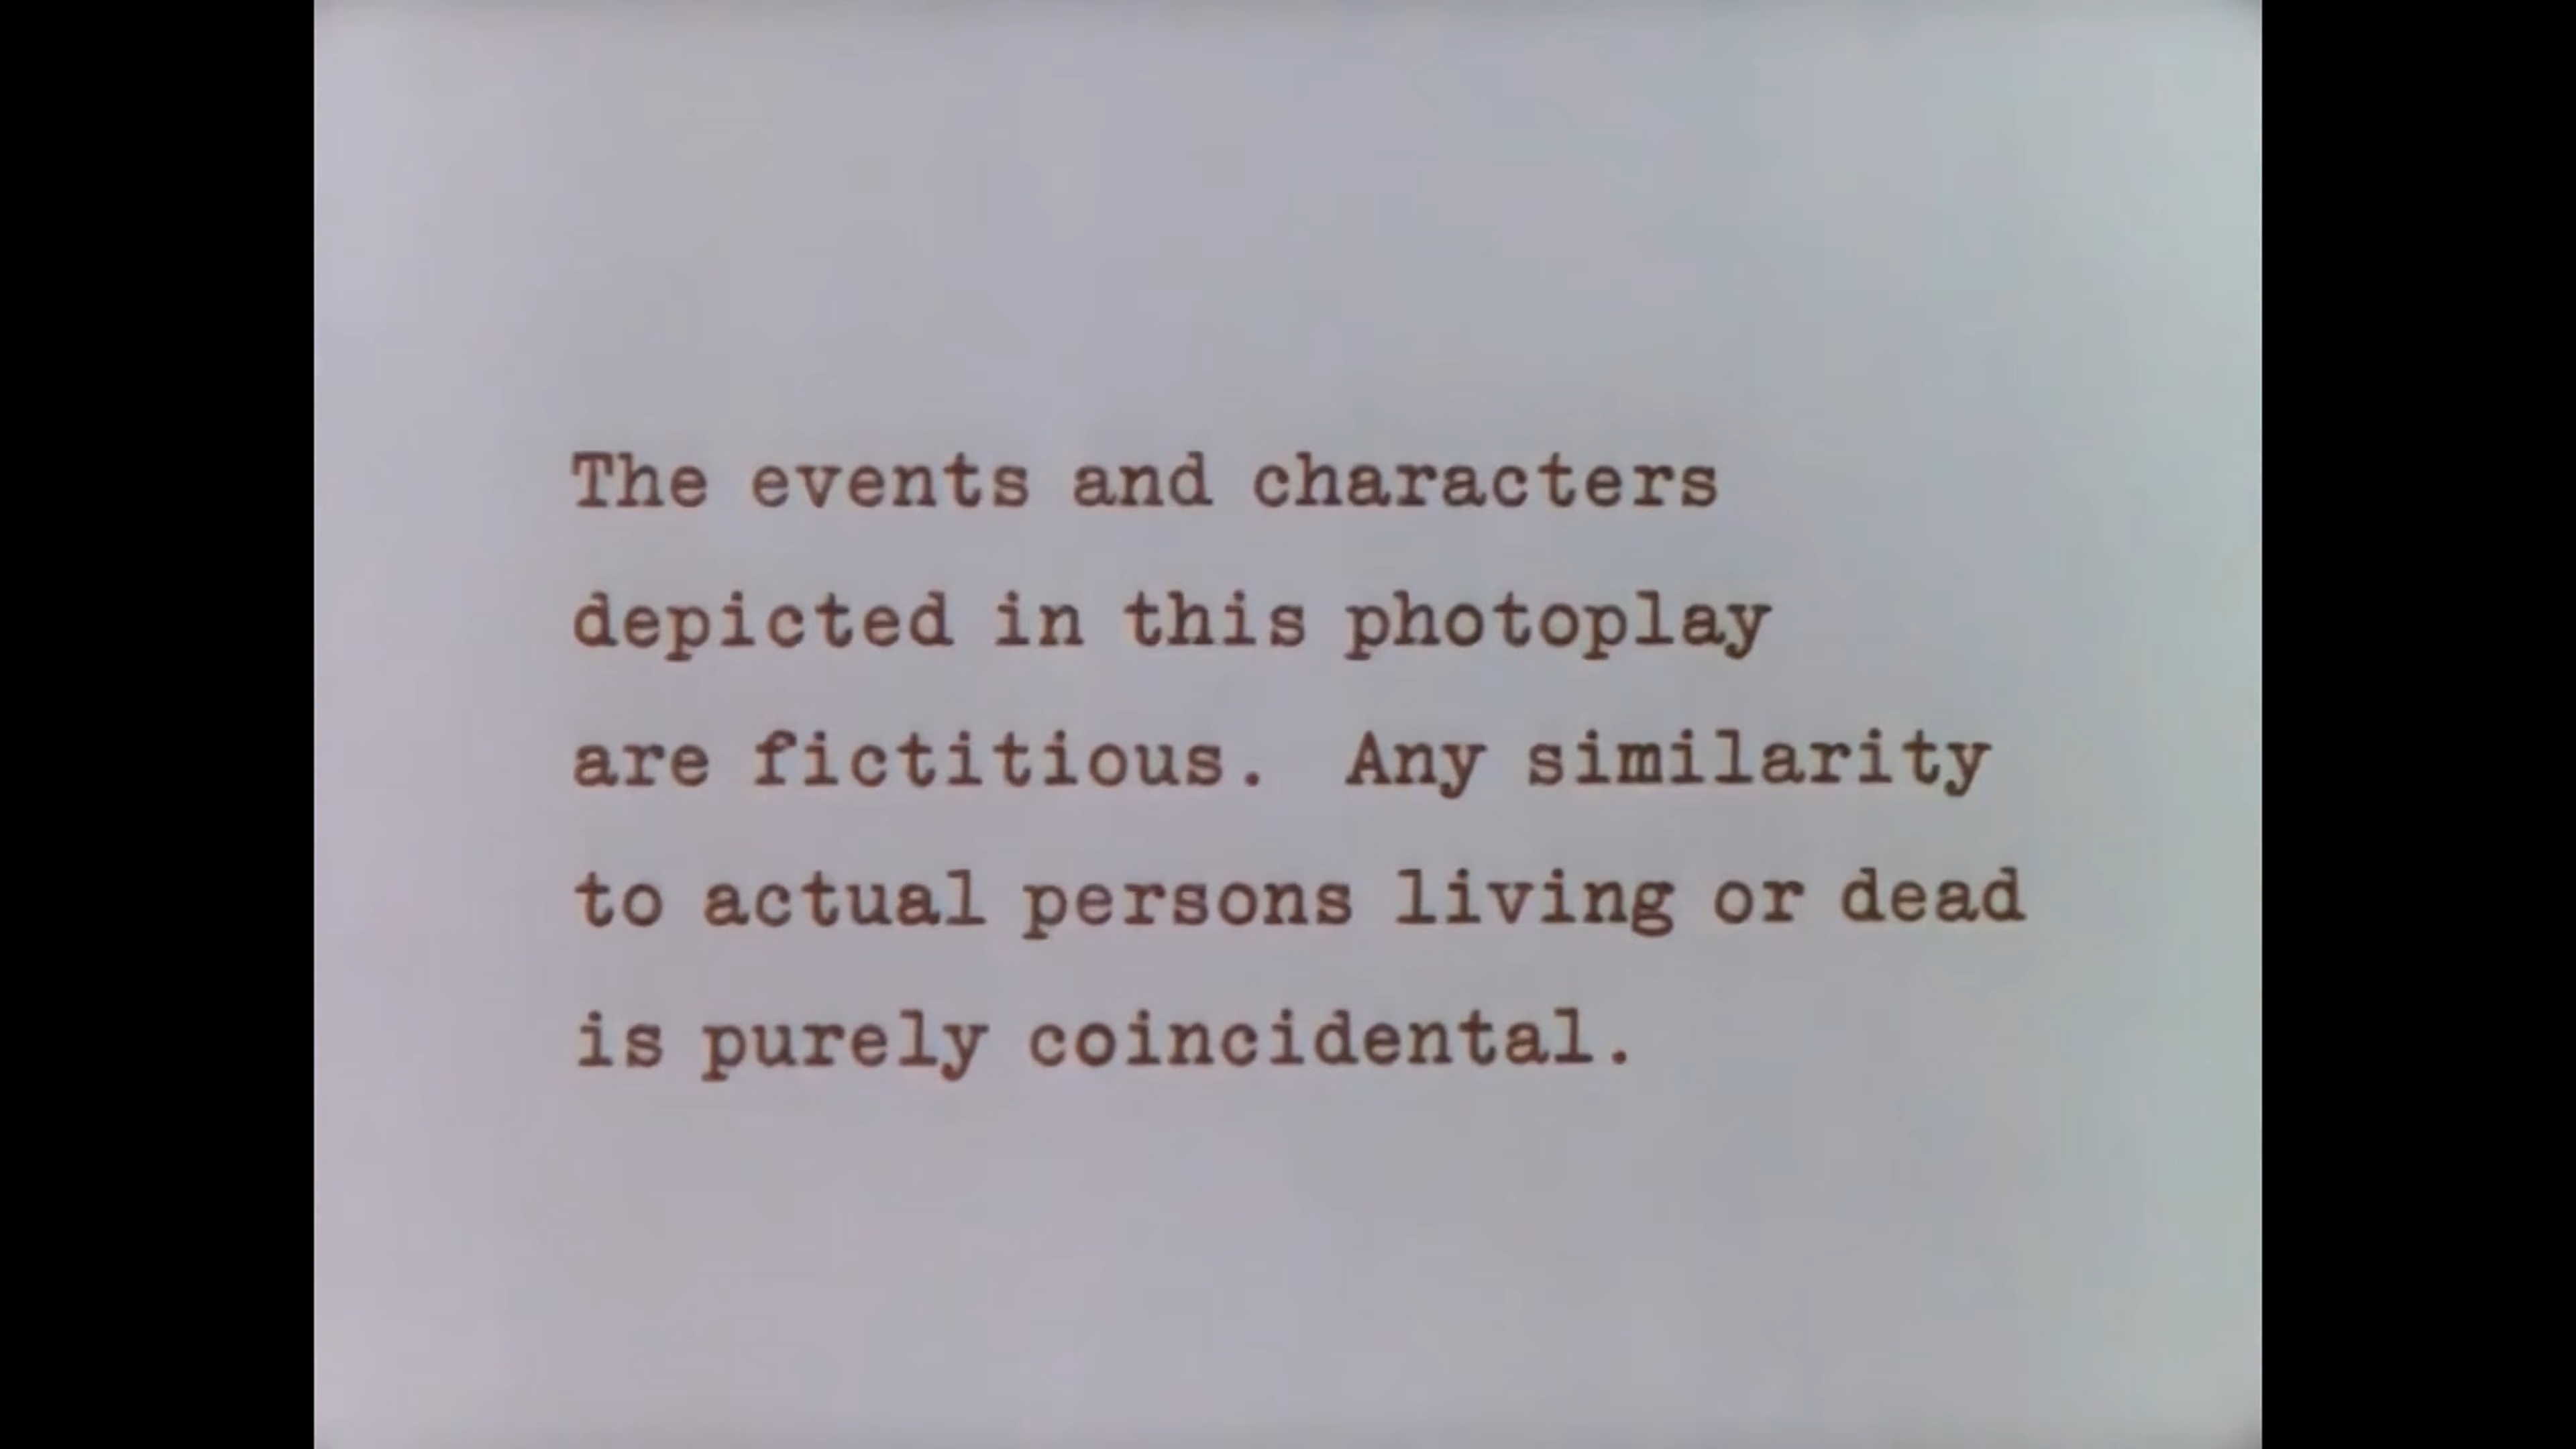 The events and characters
depicted in this photoplay
are fictitious.  Any similarity
to actual persons living or dead
is purely coincidental.